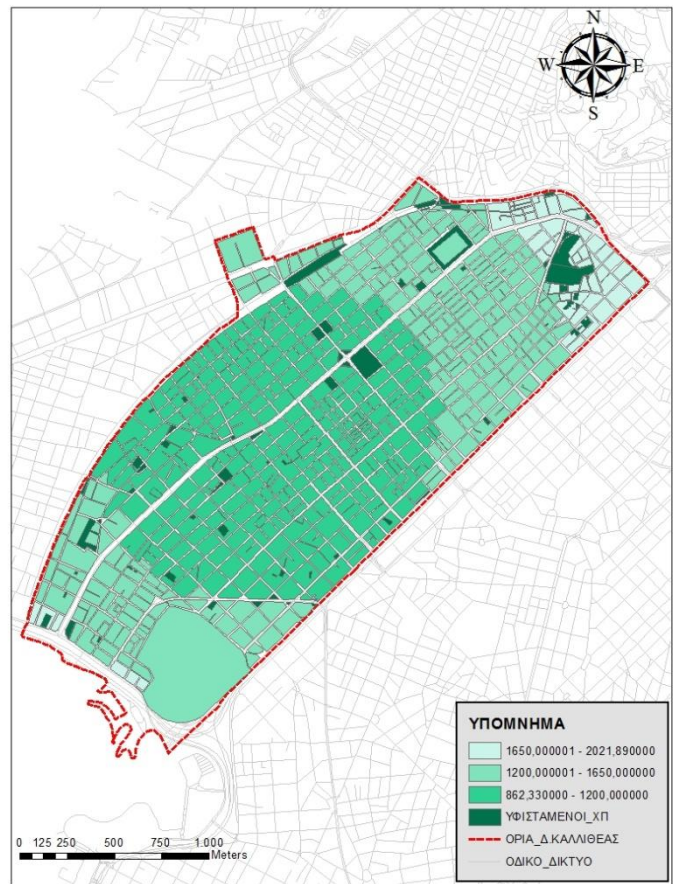 N
W E
S
ΥΠΟΜΝΗΜΑ
1650,000001 - 2021,890000
1200,000001 - 1650,000000
862,330000 - 1200,000000
ΥΦΙΣΤΑΜΕΝΟΙ_ΧΠ
ΟΡΙΑ_Δ.ΚΑΛΛΙΘΕΑΣ
ΟΔΙΚΟ_ΔΙΚΤΥΟ
0 125 250 500 750 1.000
Meters